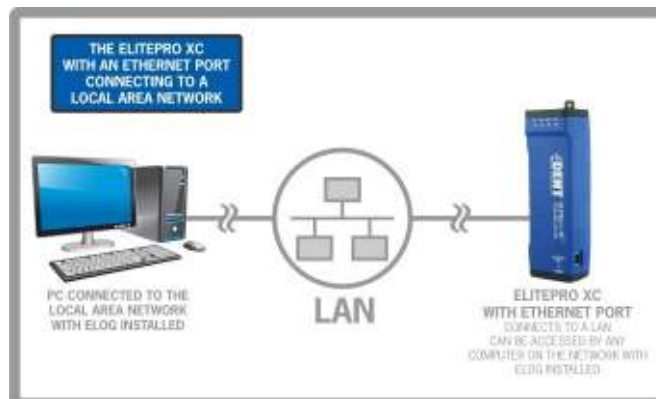 THE ELITEPRO XC
WITH AN ETHERNET PORT
CONNECTING TO A
LOCAL AREA NETWORK
PC CONNECTED TO THE
LOCAL AREA NETWORK
WITH ELOG INSTALLED
LAN
DENT
ELITEPRO XC
WITH ETHERNET PORT
CONNECTS TO A LAN
CAN BE ACCESSED BY ANY
COMPUTER ON THE NETWORK WITH
ELOG INSTALLED